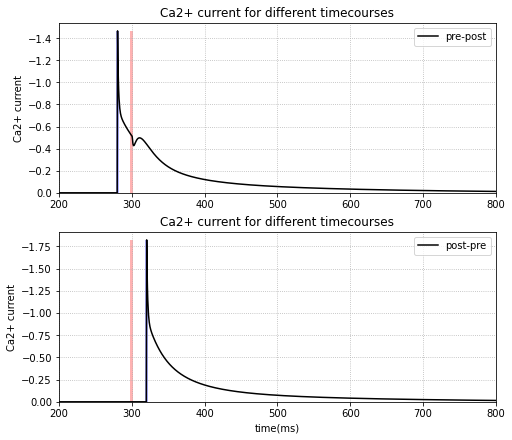 Ca2+ current for different timecourses
pre-post
−1.4
−1.2
−1.0
−0.8
−0.6
−0.4
−0.2
0.0
Ca2+ current
200 300 400 500 600 700 800
Ca2+ current for different timecourses
post-pre
−1.75
−1.50
−1.25
−1.00
−0.75
−0.50
−0.25
0.00
Ca2+ current
200 300 400 500 600 700 800
time(ms)